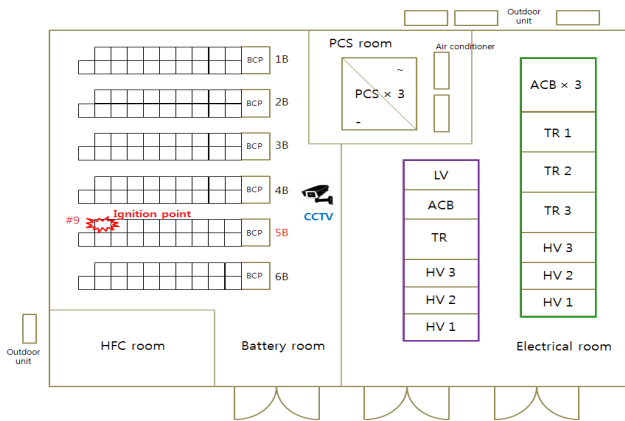 Outdoor
unit
PCS room
Air conditioner
BCP
1B
~
PCS × 3
-
ACB × 3
BCP
2B
TR 1
BCP
3B
TR 2
LV
BCP
4B
ACB
TR 3
CCTV
#9
Ignition point
BCP
5B
TR
HV 3
BCP
6B
HV 3
HV 2
HV 2
HV 1
HV 1
HFC room
Battery room
Electrical room
Outdoor
unit